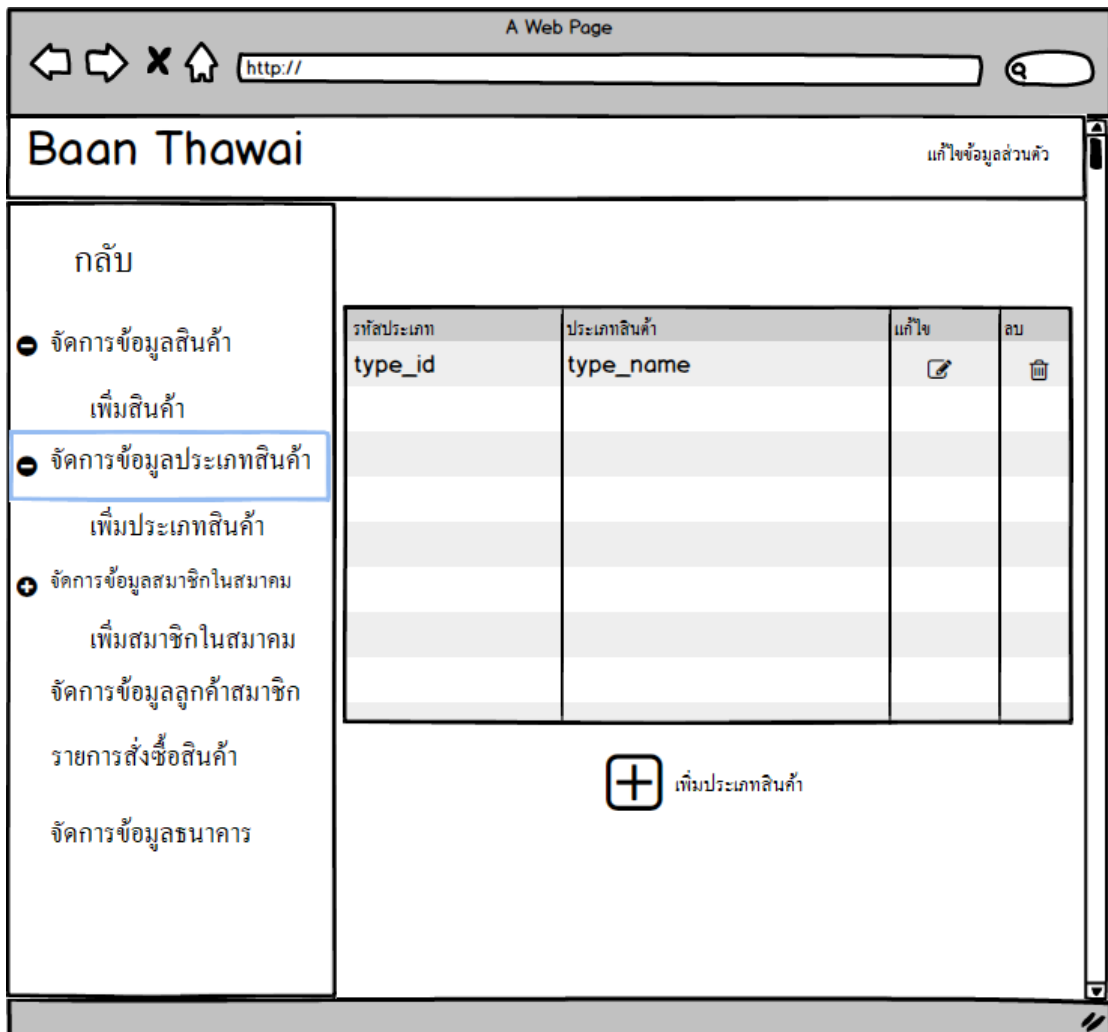 A Web Page
http://
Baan Thawai
แก้ไขข้อมูลส่วนตัว
กลับ
จัดการข้อมูลสินค้า
เพิ่มสินค้า
จัดการข้อมูลประเภทสินค้า
เพิ่มประเภทสินค้า
จัดการข้อมูลสมาชิกในสมาคม
เพิ่มสมาชิกในสมาคม
จัดการข้อมูลลูกค้าสมาชิก
รายการสั่งซื้อสินค้า
จัดการข้อมูลธนาคาร
รหัสประเภท ประเภทสินค้า แก้ไข ลบ
type_id type_name
เพิ่มประเภทสินค้า